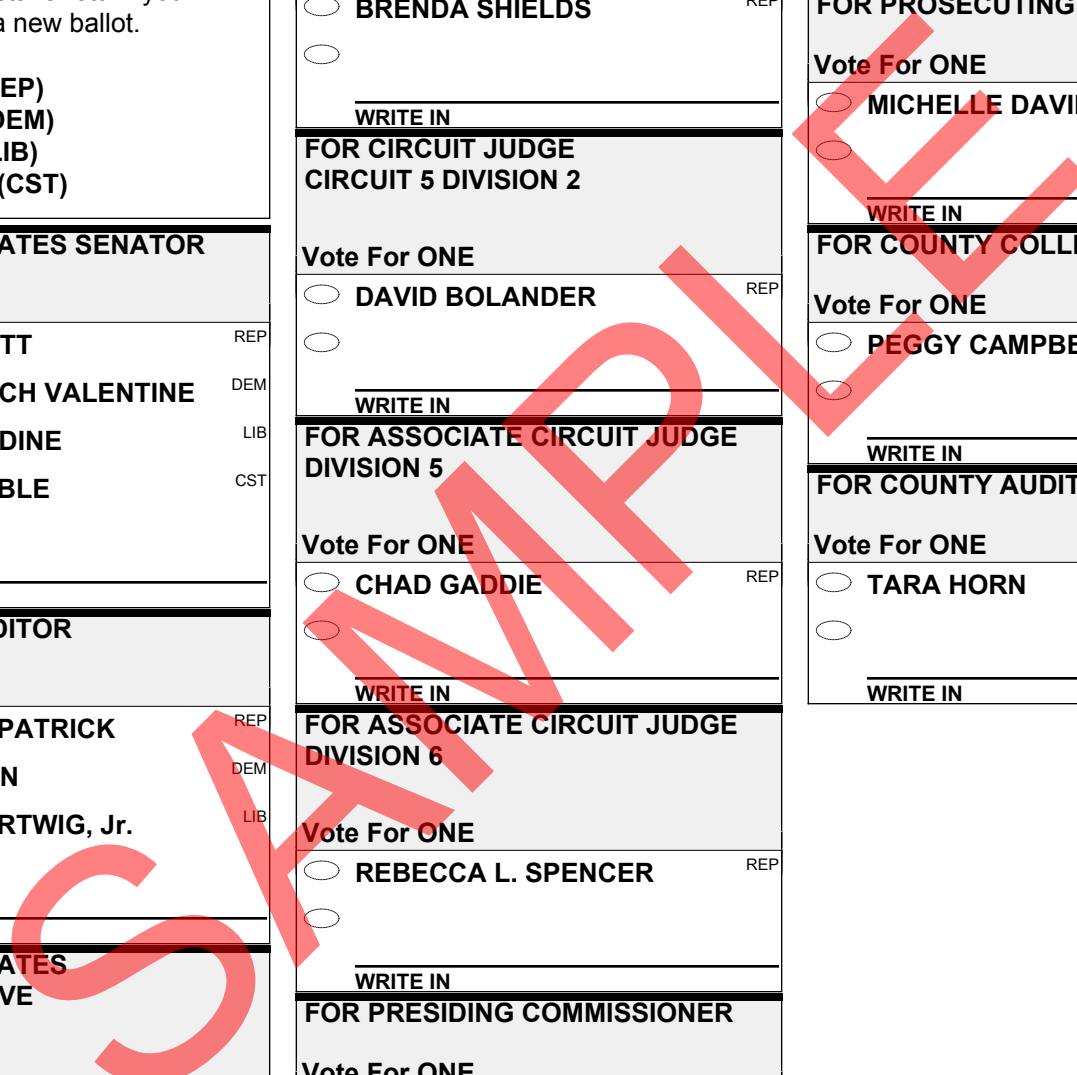 a new ballot.
EP)
DEM)
LIB)
(CST)
ATES SENATOR
TT REP
CH VALENTINE DEM
DINE LIB
BLE CST
DITOR
PATRICK REP
N DEM
RTWIG, Jr. LIB
ATES
VE
BRENDA SHIELDS REP
WRITE IN
FOR CIRCUIT JUDGE
CIRCUIT 5 DIVISION 2
Vote For ONE
DAVID BOLANDER REP
WRITE IN
FOR ASSOCIATE CIRCUIT JUDGE
DIVISION 5
Vote For ONE
CHAD GADDIE REP
WRITE IN
FOR ASSOCIATE CIRCUIT JUDGE
DIVISION 6
Vote For ONE
REBECCA L. SPENCER REP
WRITE IN
FOR PRESIDING COMMISSIONER
Vote For ONE
FOR PROSECUTING
Vote For ONE
MICHELLE DAVI
WRITE IN
FOR COUNTY COLLE
Vote For ONE
PEGGY CAMPBE
WRITE IN
FOR COUNTY AUDIT
Vote For ONE
TARA HORN
WRITE IN
SAMPLE